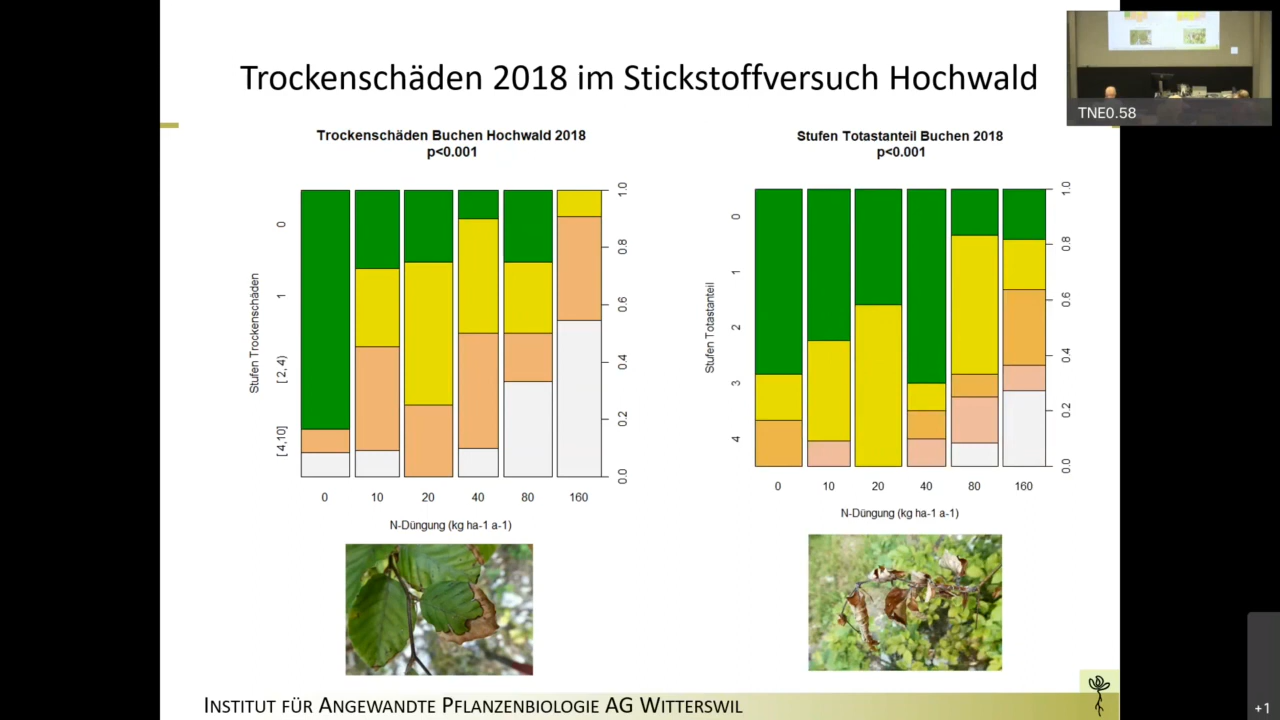 Trockenschäden 2018 im Stickstoffversuch Hochwald
TNE0.58
Trockenschäden Buchen Hochwald 2018
p<0.001
Stufen Trockenschäden
0
1
[ 2, 4)
[ 4,10]
1.0
0.8
0.6
0.4
0.2
0.0
0 10 20 40 80 160
N-Düngung (kg ha-1 a-1)
Stufen Totastanteil Buchen 2018
p<0.001
Stufen Totastanteil
0
1
2
3
4
1.0
0.8
0.6
0.4
0.2
0.0
0 10 20 40 80 160
N-Düngung (kg ha-1 a-1)
INSTITUT FÜR ANGEWANDTE PFLANZENBIOLOGIE AG WITTERSWIL
+1